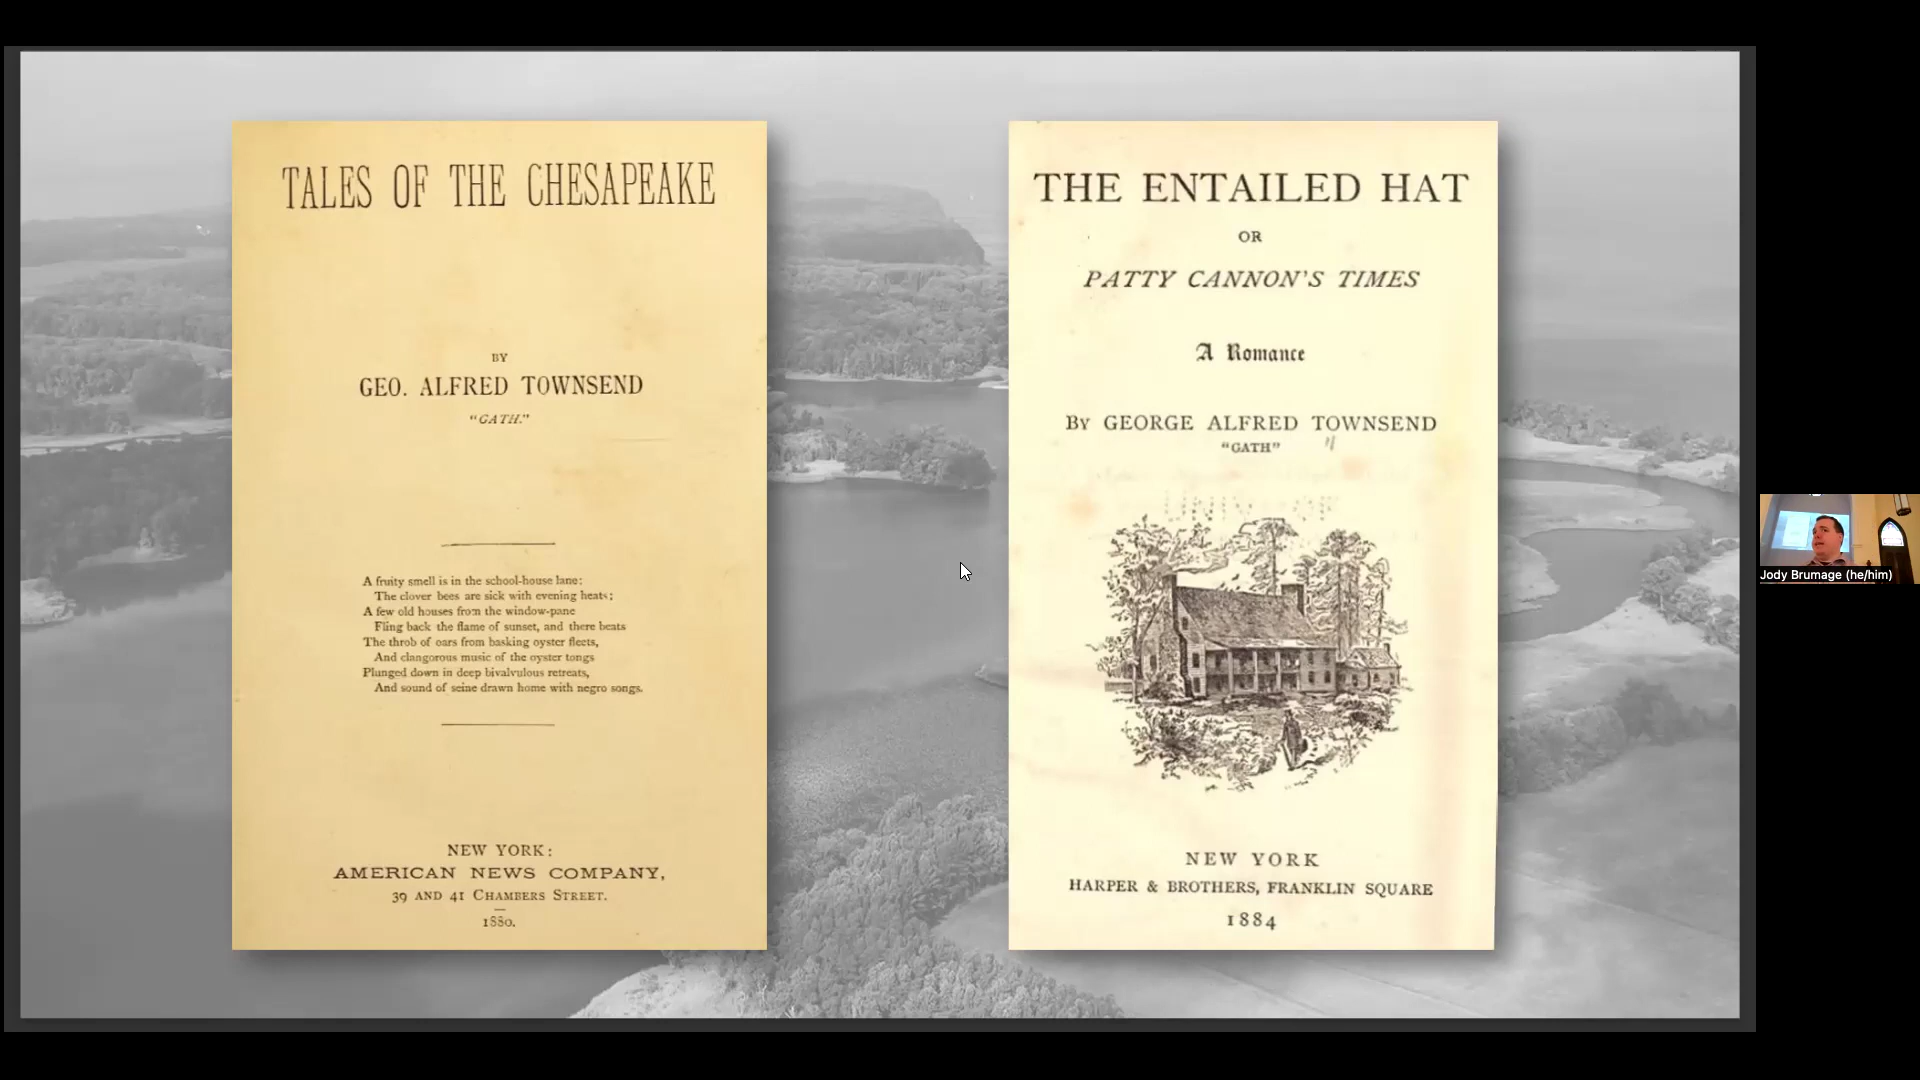 TALES OF THE CHESAPEAKE
BY
GEO. ALFRED TOWNSEND
"GATH."
A fruity smell is in the school-house lane:
The clover bees are sick with evening heats;
A few old houses from the window-pane
Fling back the flame of sunset, and there beats
The throb of oars from basking oyster fleets,
And clangorous music of the oyster tongs
Plunged down in deep bivalvulous retreats,
And sound of seine drawn home with negro songs.
NEW YORK:
AMERICAN NEWS COMPANY,
39 AND 41 CHAMBERS STREET.
1880.
THE ENTAILED HAT
OR
PATTY CANNON'S TIMES
A Romance
BY GEORGE ALFRED TOWNSEND
"GATH"
UNIV. OF
NEW YORK
HARPER & BROTHERS, FRANKLIN SQUARE
1884
Jody Brumage (he/him)